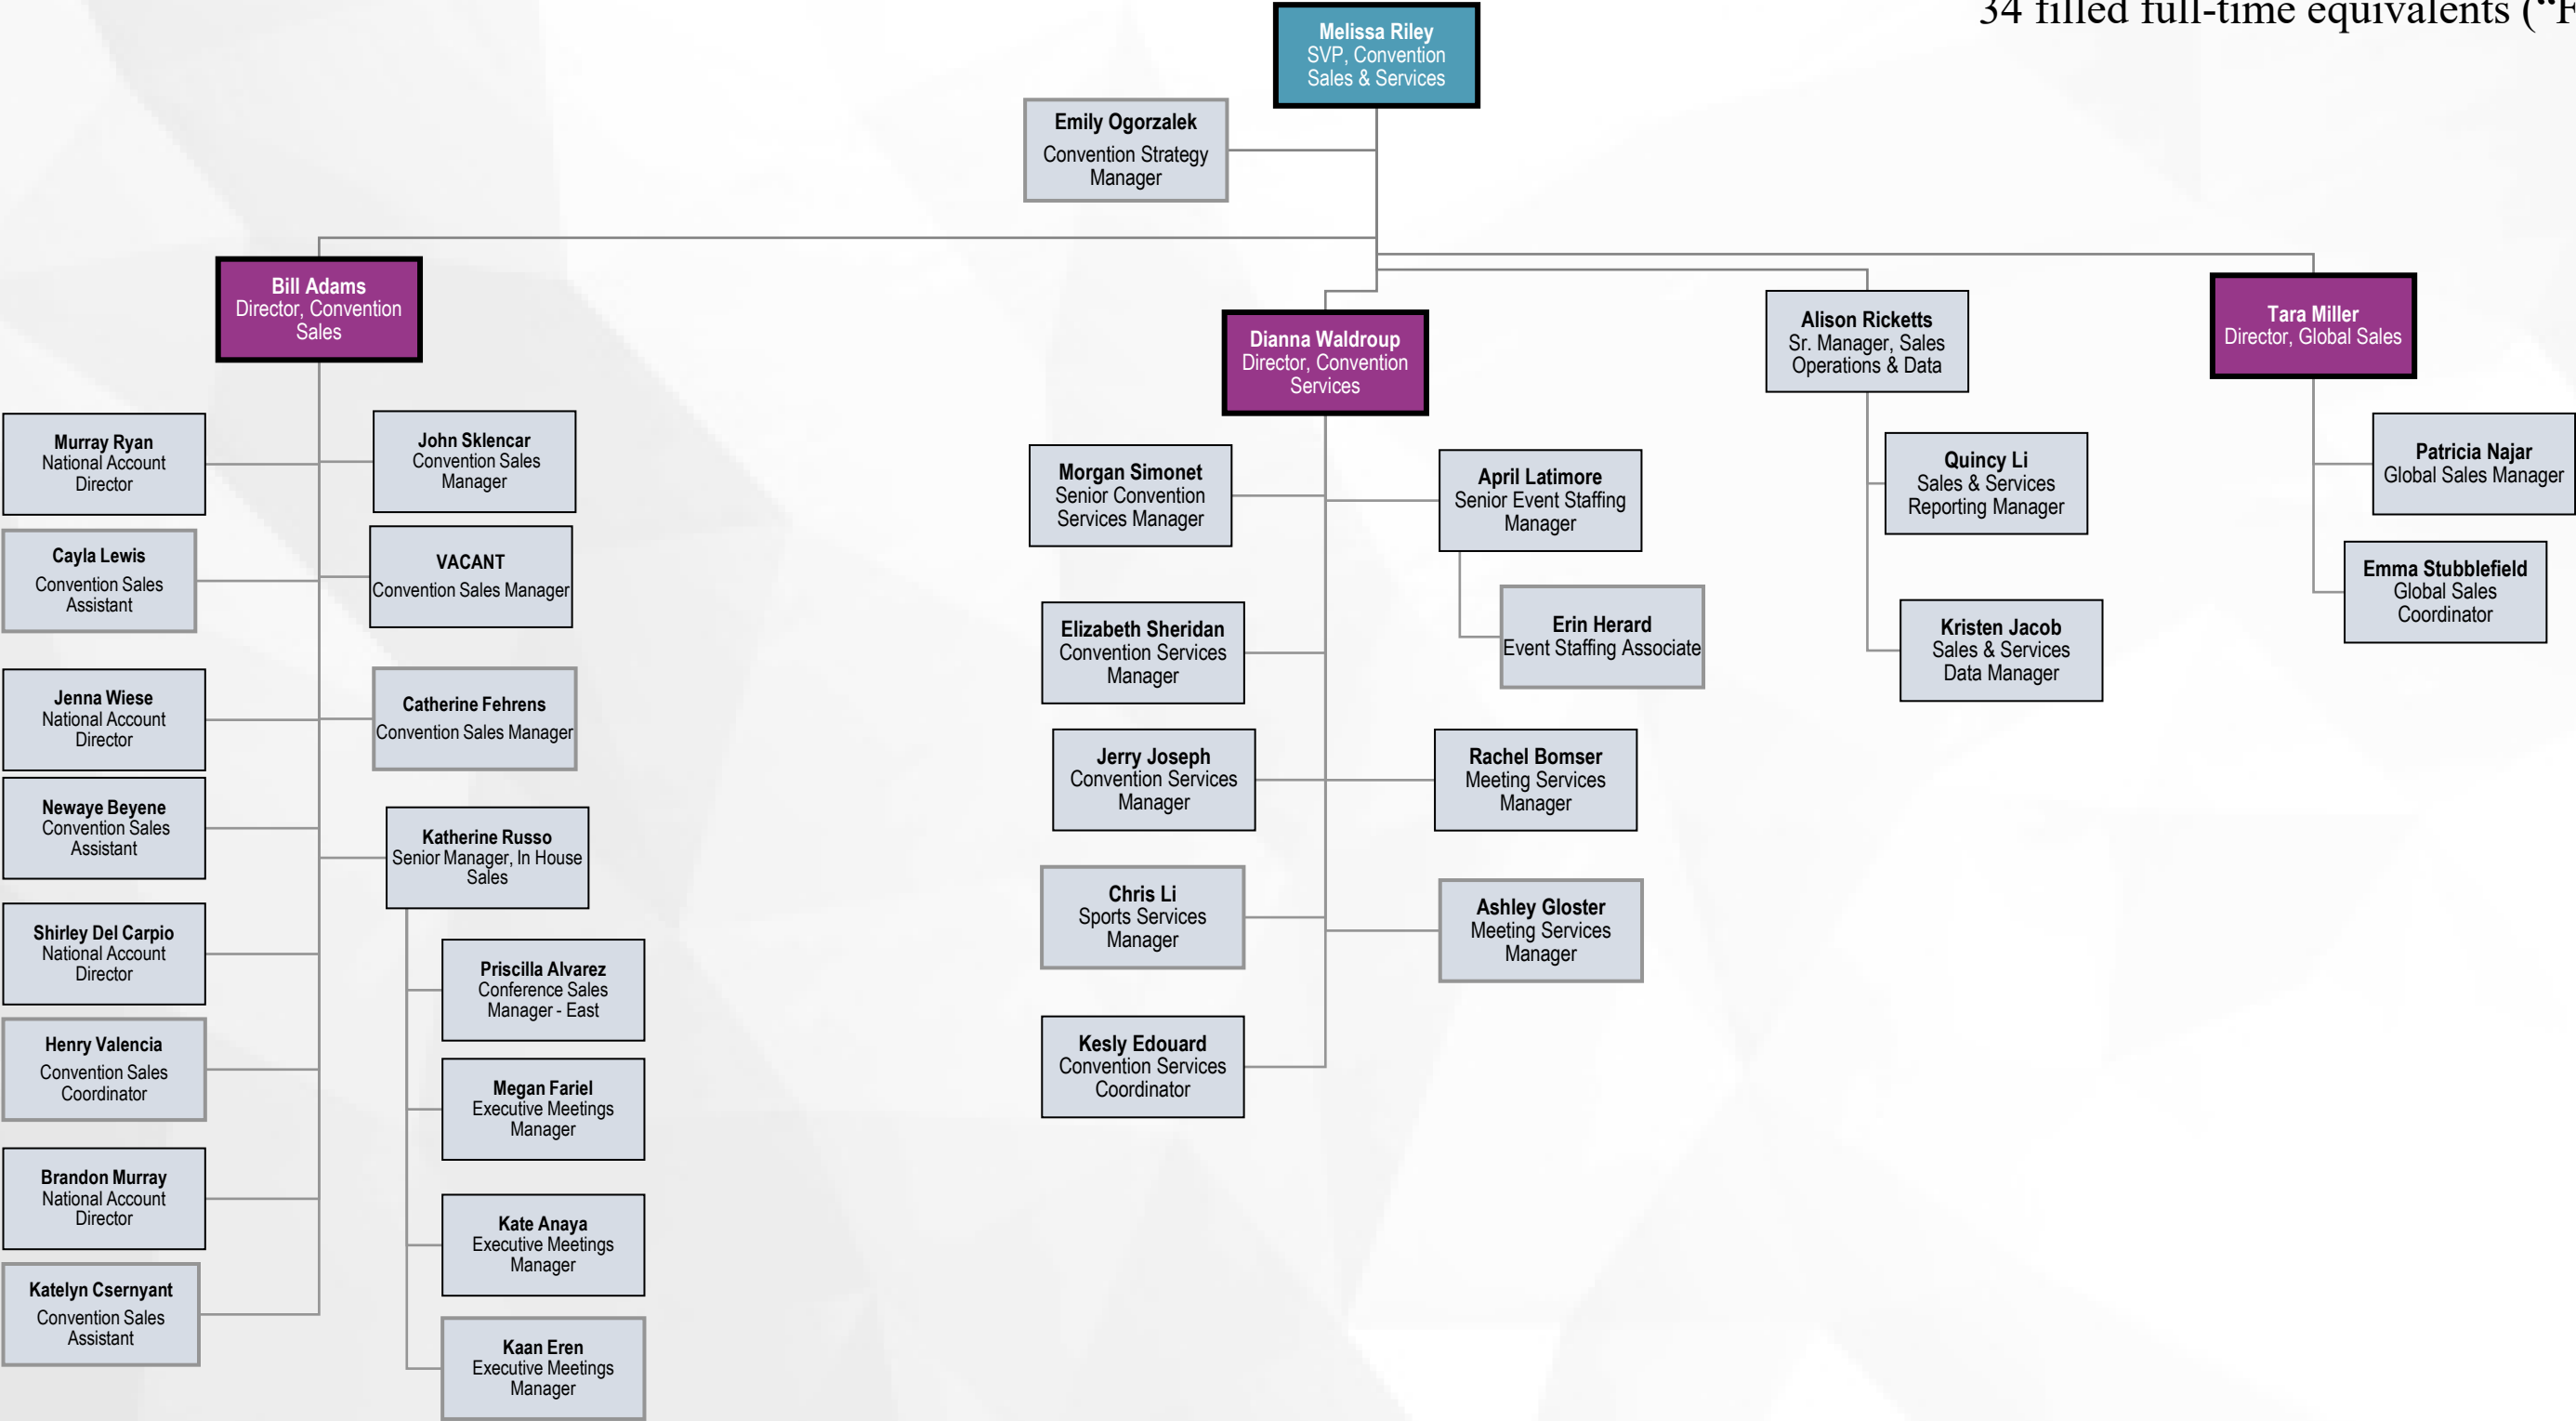 34 filled full-time equivalents (“F
Melissa Riley
SVP, Convention
Sales & Services
Emily Ogorzalek
Convention Strategy
Manager
Bill Adams
Director, Convention
Sales
Dianna Waldroup
Director, Convention
Services
Alison Ricketts
Sr. Manager, Sales
Operations & Data
Tara Miller
Director, Global Sales
Murray Ryan
National Account
Director
John Sklencar
Convention Sales
Manager
Cayla Lewis
Convention Sales
Assistant
VACANT
Convention Sales Manager
Jenna Wiese
National Account
Director
Catherine Fehrens
Convention Sales Manager
Newaye Beyene
Convention Sales
Assistant
Katherine Russo
Senior Manager, In House
Sales
Shirley Del Carpio
National Account
Director
Priscilla Alvarez
Conference Sales
Manager - East
Henry Valencia
Convention Sales
Coordinator
Megan Fariel
Executive Meetings
Manager
Brandon Murray
National Account
Director
Kate Anaya
Executive Meetings
Manager
Katelyn Csernyant
Convention Sales
Assistant
Kaan Eren
Executive Meetings
Manager
Morgan Simonet
Senior Convention
Services Manager
April Latimore
Senior Event Staffing
Manager
Elizabeth Sheridan
Convention Services
Manager
Erin Herard
Event Staffing Associate
Jerry Joseph
Convention Services
Manager
Rachel Bomser
Meeting Services
Manager
Chris Li
Sports Services
Manager
Ashley Gloster
Meeting Services
Manager
Kesly Edouard
Convention Services
Coordinator
Quincy Li
Sales & Services
Reporting Manager
Kristen Jacob
Sales & Services
Data Manager
Patricia Najar
Global Sales Manager
Emma Stubblefield
Global Sales
Coordinator